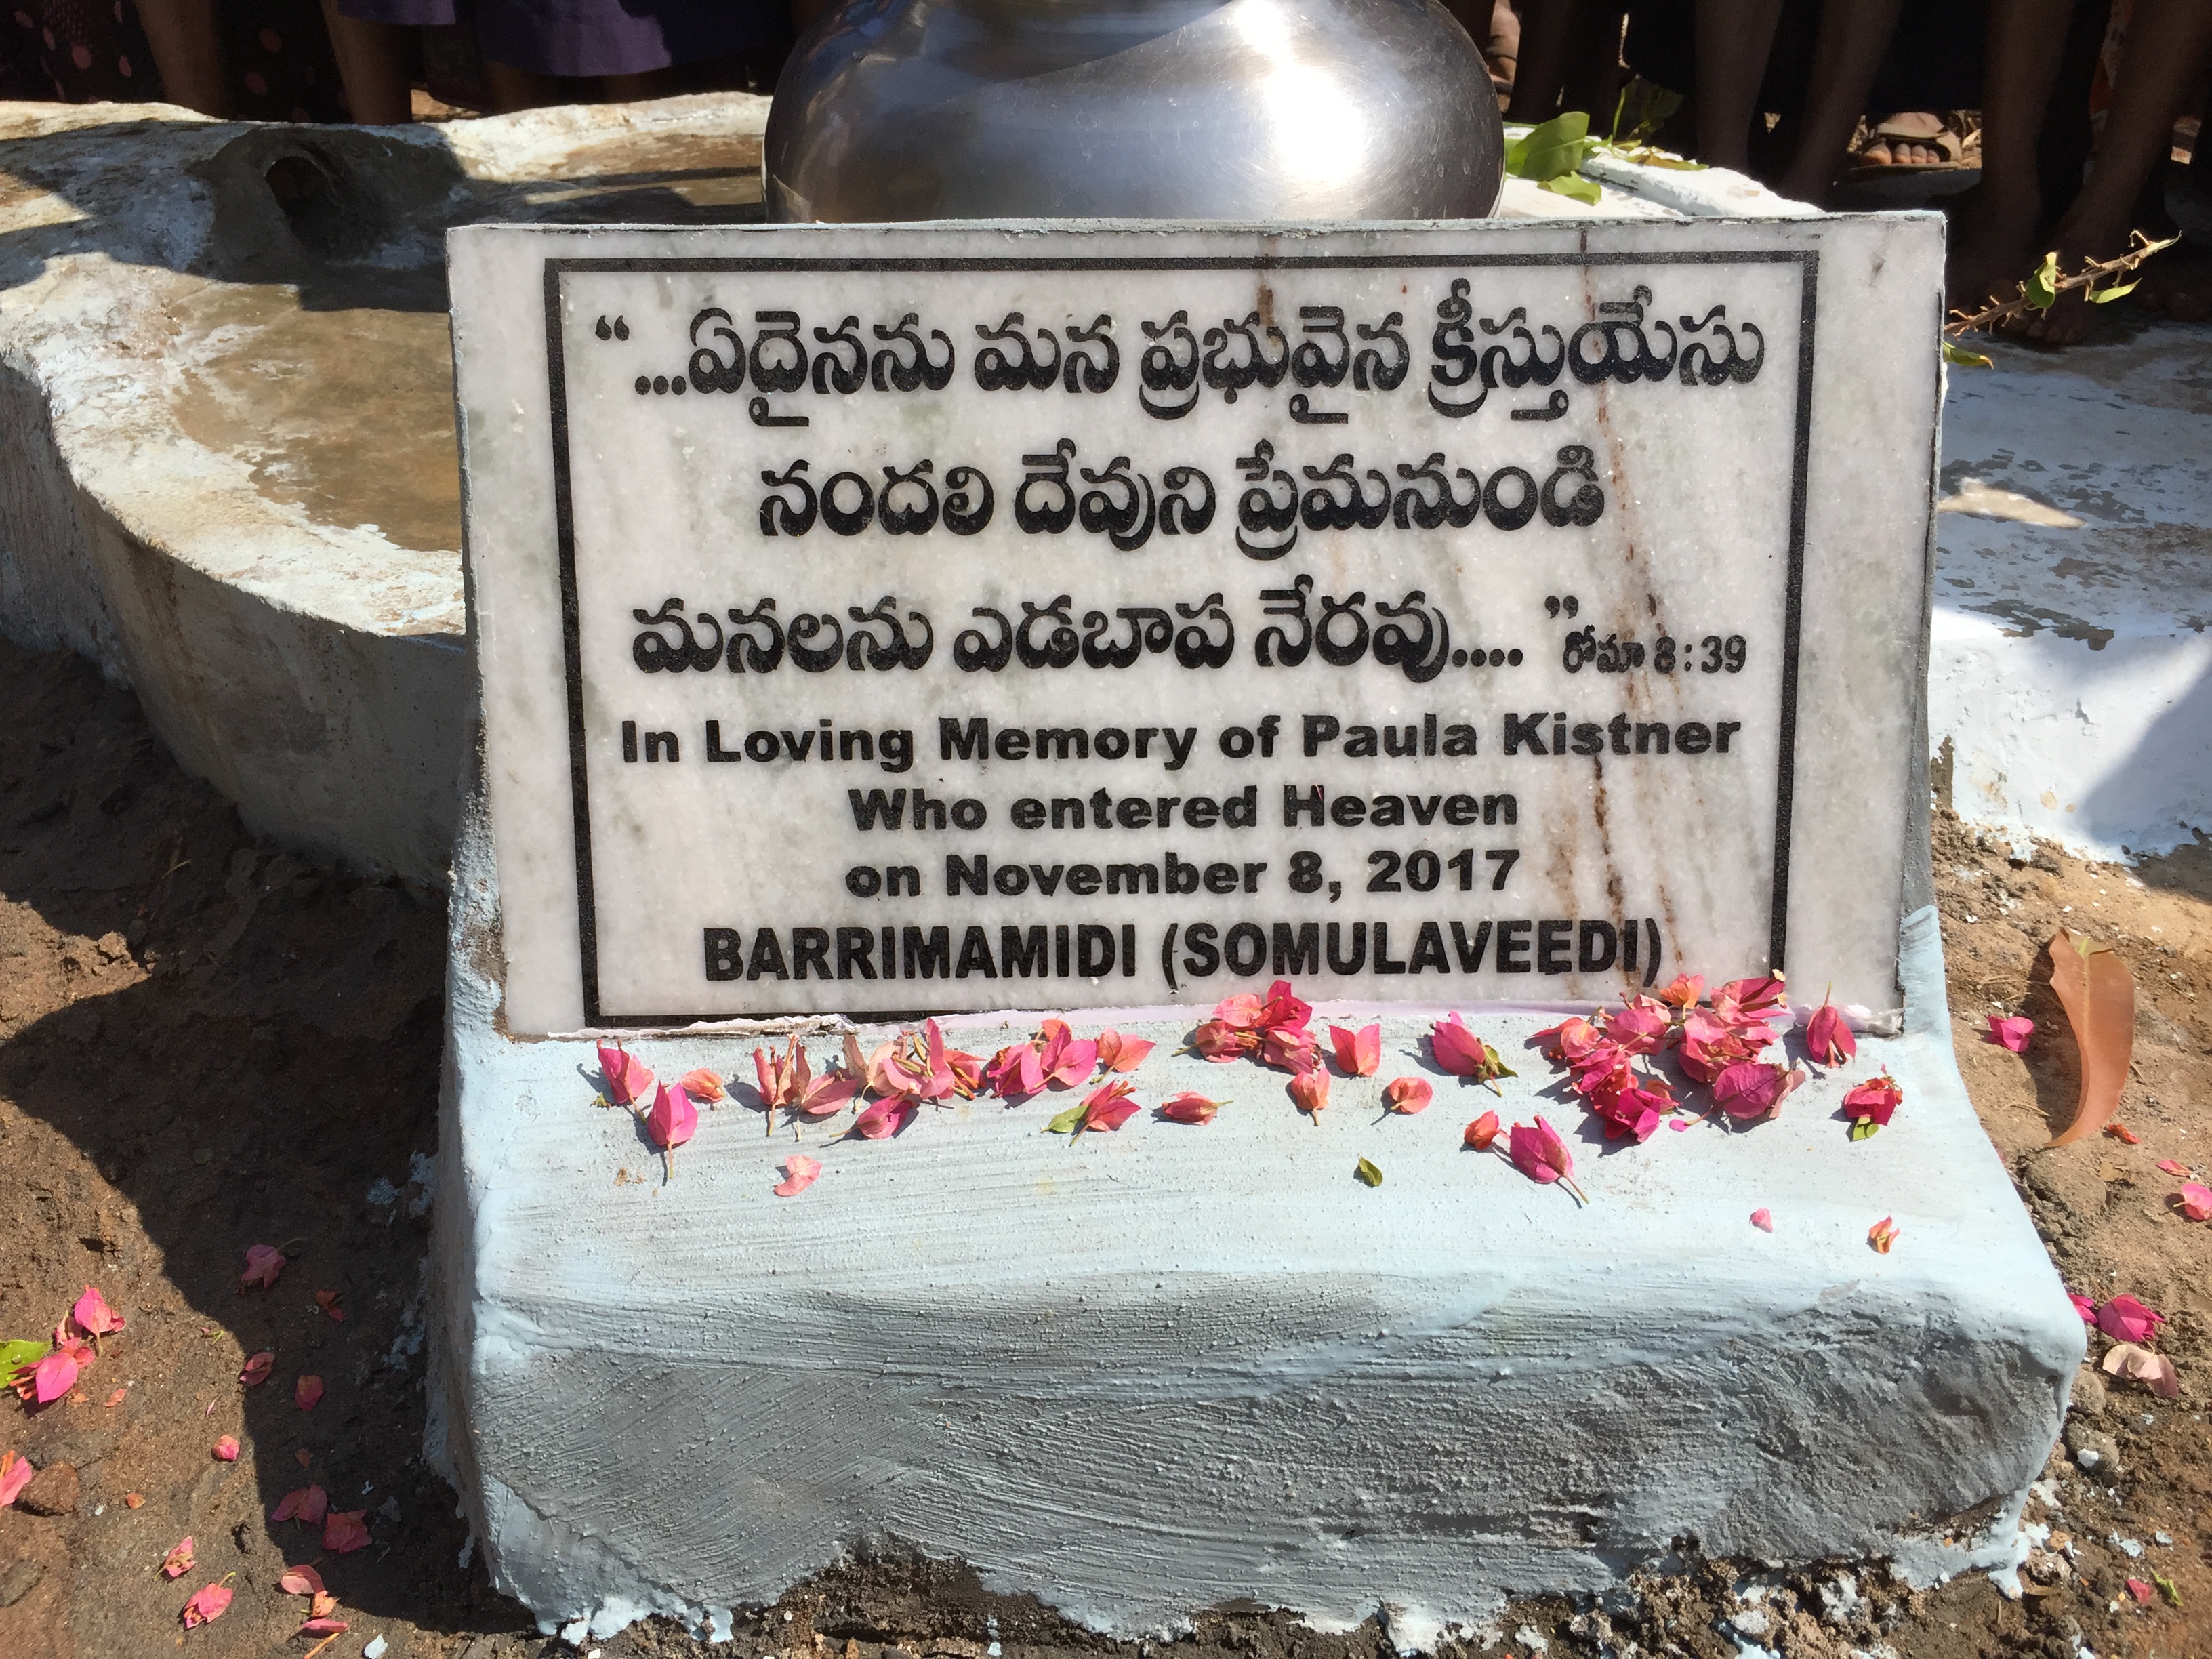 “ ...ఏదైనను మన ప్రభువైన క్రీస్తుయేసు
నందలి దేవుని ప్రేమనుండి
మనలను ఎడబాప నేరవు.... ” రోమా 8:39
In Loving Memory of Paula Kistner
Who entered Heaven
on November 8, 2017
BARRIMAMIDI (SOMULAVEEDI)